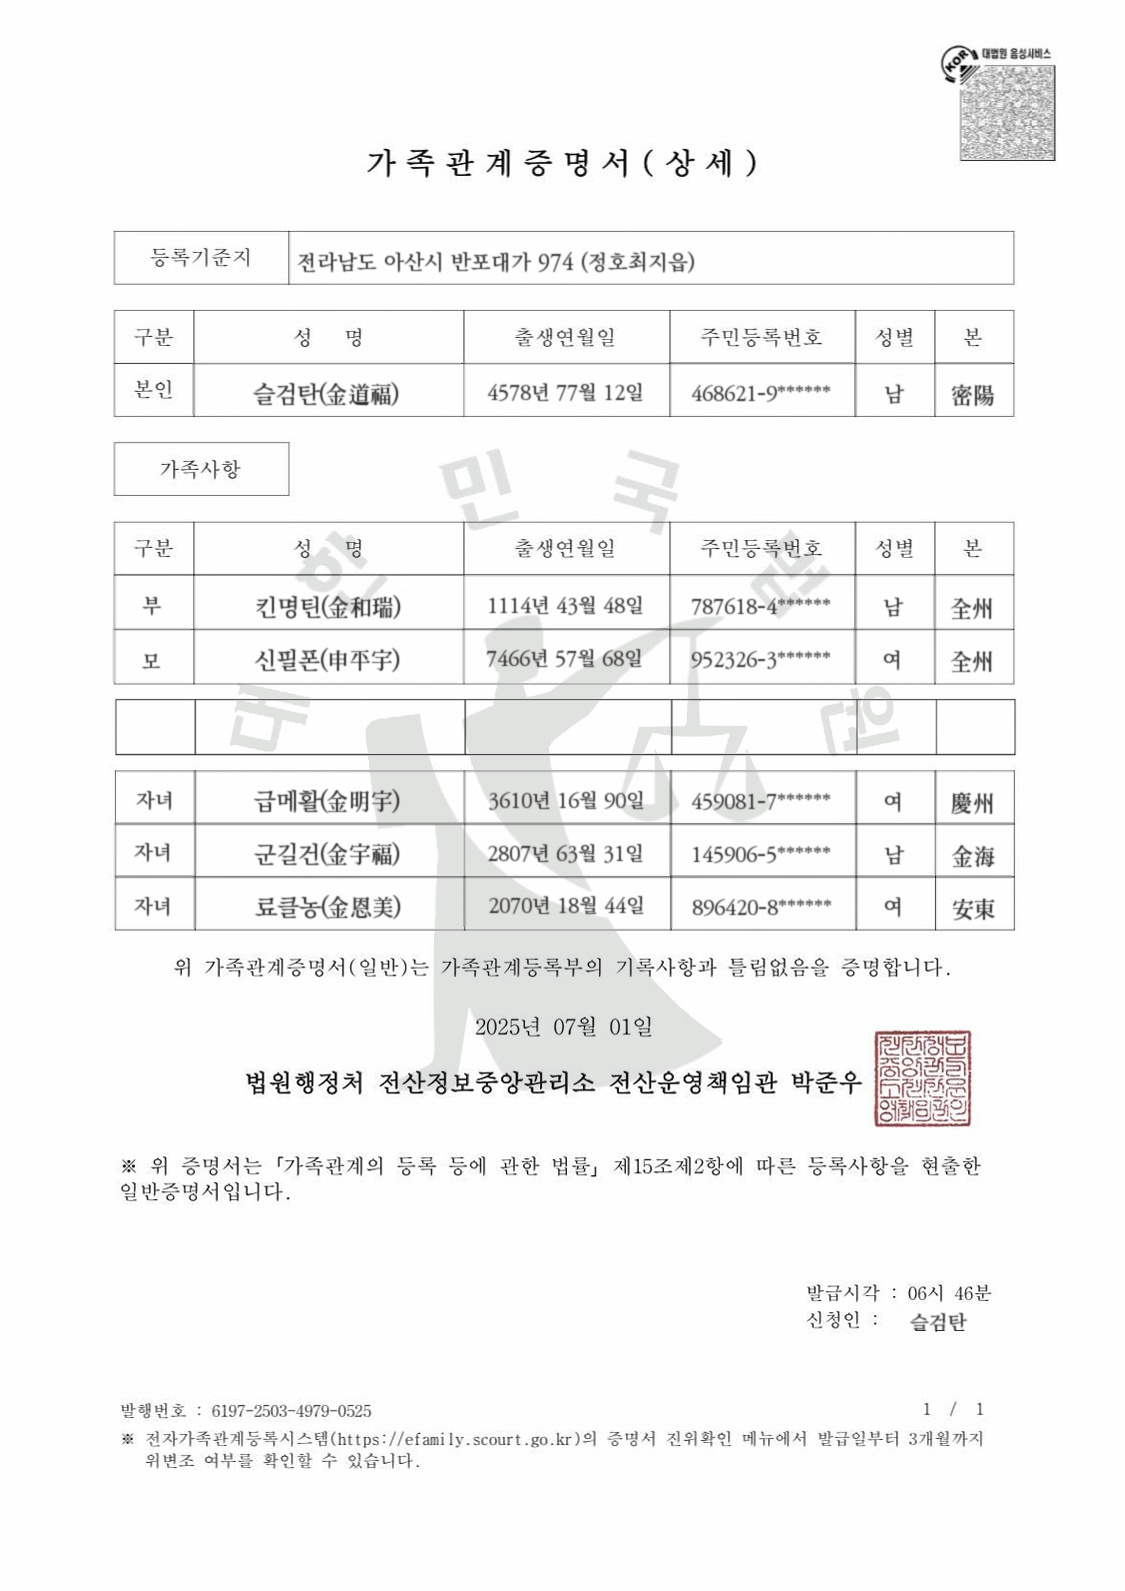 대법원 음성서비스
KOR
가족관계증명서(상세)
등록기준지 전라남도 아산시 반포대가 974 (정호최지읍)
구분 성 명 출생연월일 주민등록번호 성별 본
본인 슬검탄(金道福) 4578년 77월 12일 468621-9****** 남 密陽
가족사항
구분 성 명 출생연월일 주민등록번호 성별 본
부 킨명틴(金和瑞) 1114년 43월 48일 787618-4****** 남 全州
모 신필폰(申平宇) 7466년 57월 68일 952326-3****** 여 全州
자녀 급메활(金明宇) 3610년 16월 90일 459081-7****** 여 慶州
자녀 군길건(金宇福) 2807년 63월 31일 145906-5****** 남 金海
자녀 료클농(金恩美) 2070년 18월 44일 896420-8****** 여 安東
대한민국법원
위 가족관계증명서(일반)는 가족관계등록부의 기록사항과 틀림없음을 증명합니다.
2025년 07월 01일
법원행정처 전산정보중앙관리소 전산운영책임관 박준우
※ 위 증명서는 「가족관계의 등록 등에 관한 법률」 제15조제2항에 따른 등록사항을 현출한
일반증명서입니다.
발급시각 : 06시 46분
신청인 : 슬검탄
발행번호 : 6197-2503-4979-0525
1 / 1
※ 전자가족관계등록시스템(https://efamily.scourt.go.kr)의 증명서 진위확인 메뉴에서 발급일부터 3개월까지
위변조 여부를 확인할 수 있습니다.